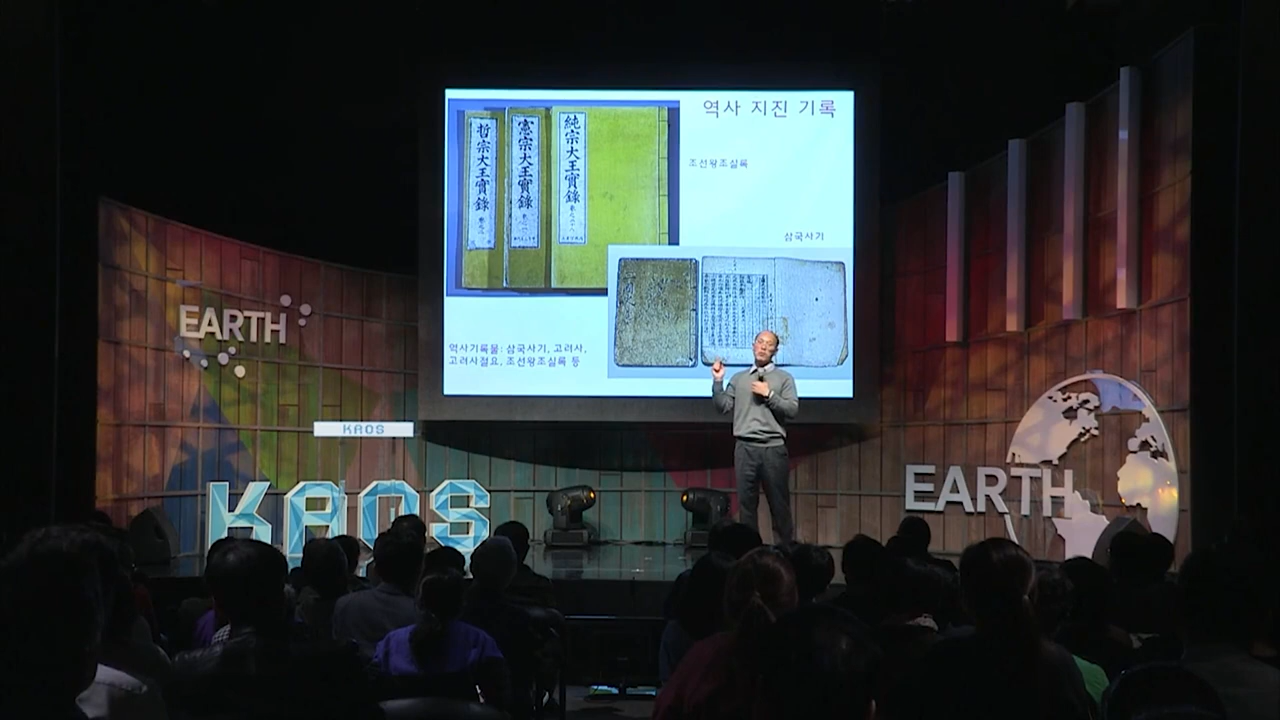 역사 지진 기록
純宗大王實錄
憲宗大王實錄
哲宗大王實錄
조선왕조실록
삼국사기
역사기록물: 삼국사기, 고려사,
고려사절요, 조선왕조실록 등
EARTH
KAOS
KAOS
EARTH